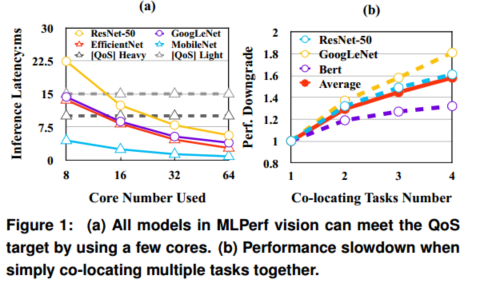 (a)
ResNet-50 GoogLeNet
EfficientNet MobileNet
|QoS| Heavy |QoS| Light
Inference Latency:ms
30
22.5
15
7.5
0
8 16 32 64
Core Number Used
(b)
ResNet-50
GoogLeNet
Bert
Average
Perf. Downgrade
2
1.8
1.6
1.4
1.2
1
0.8
1 2 3 4
Co-locating Tasks Number
Figure 1: (a) All models in MLPerf vision can meet the QoS
target by using a few cores. (b) Performance slowdown when
simply co-locating multiple tasks together.